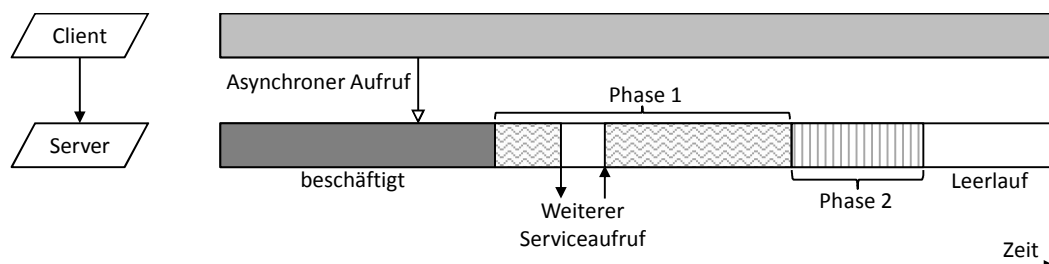 Client
Asynchroner Aufruf
Phase 1
Server
beschäftigt
Weiterer
Serviceaufruf
Phase 2
Leerlauf
Zeit